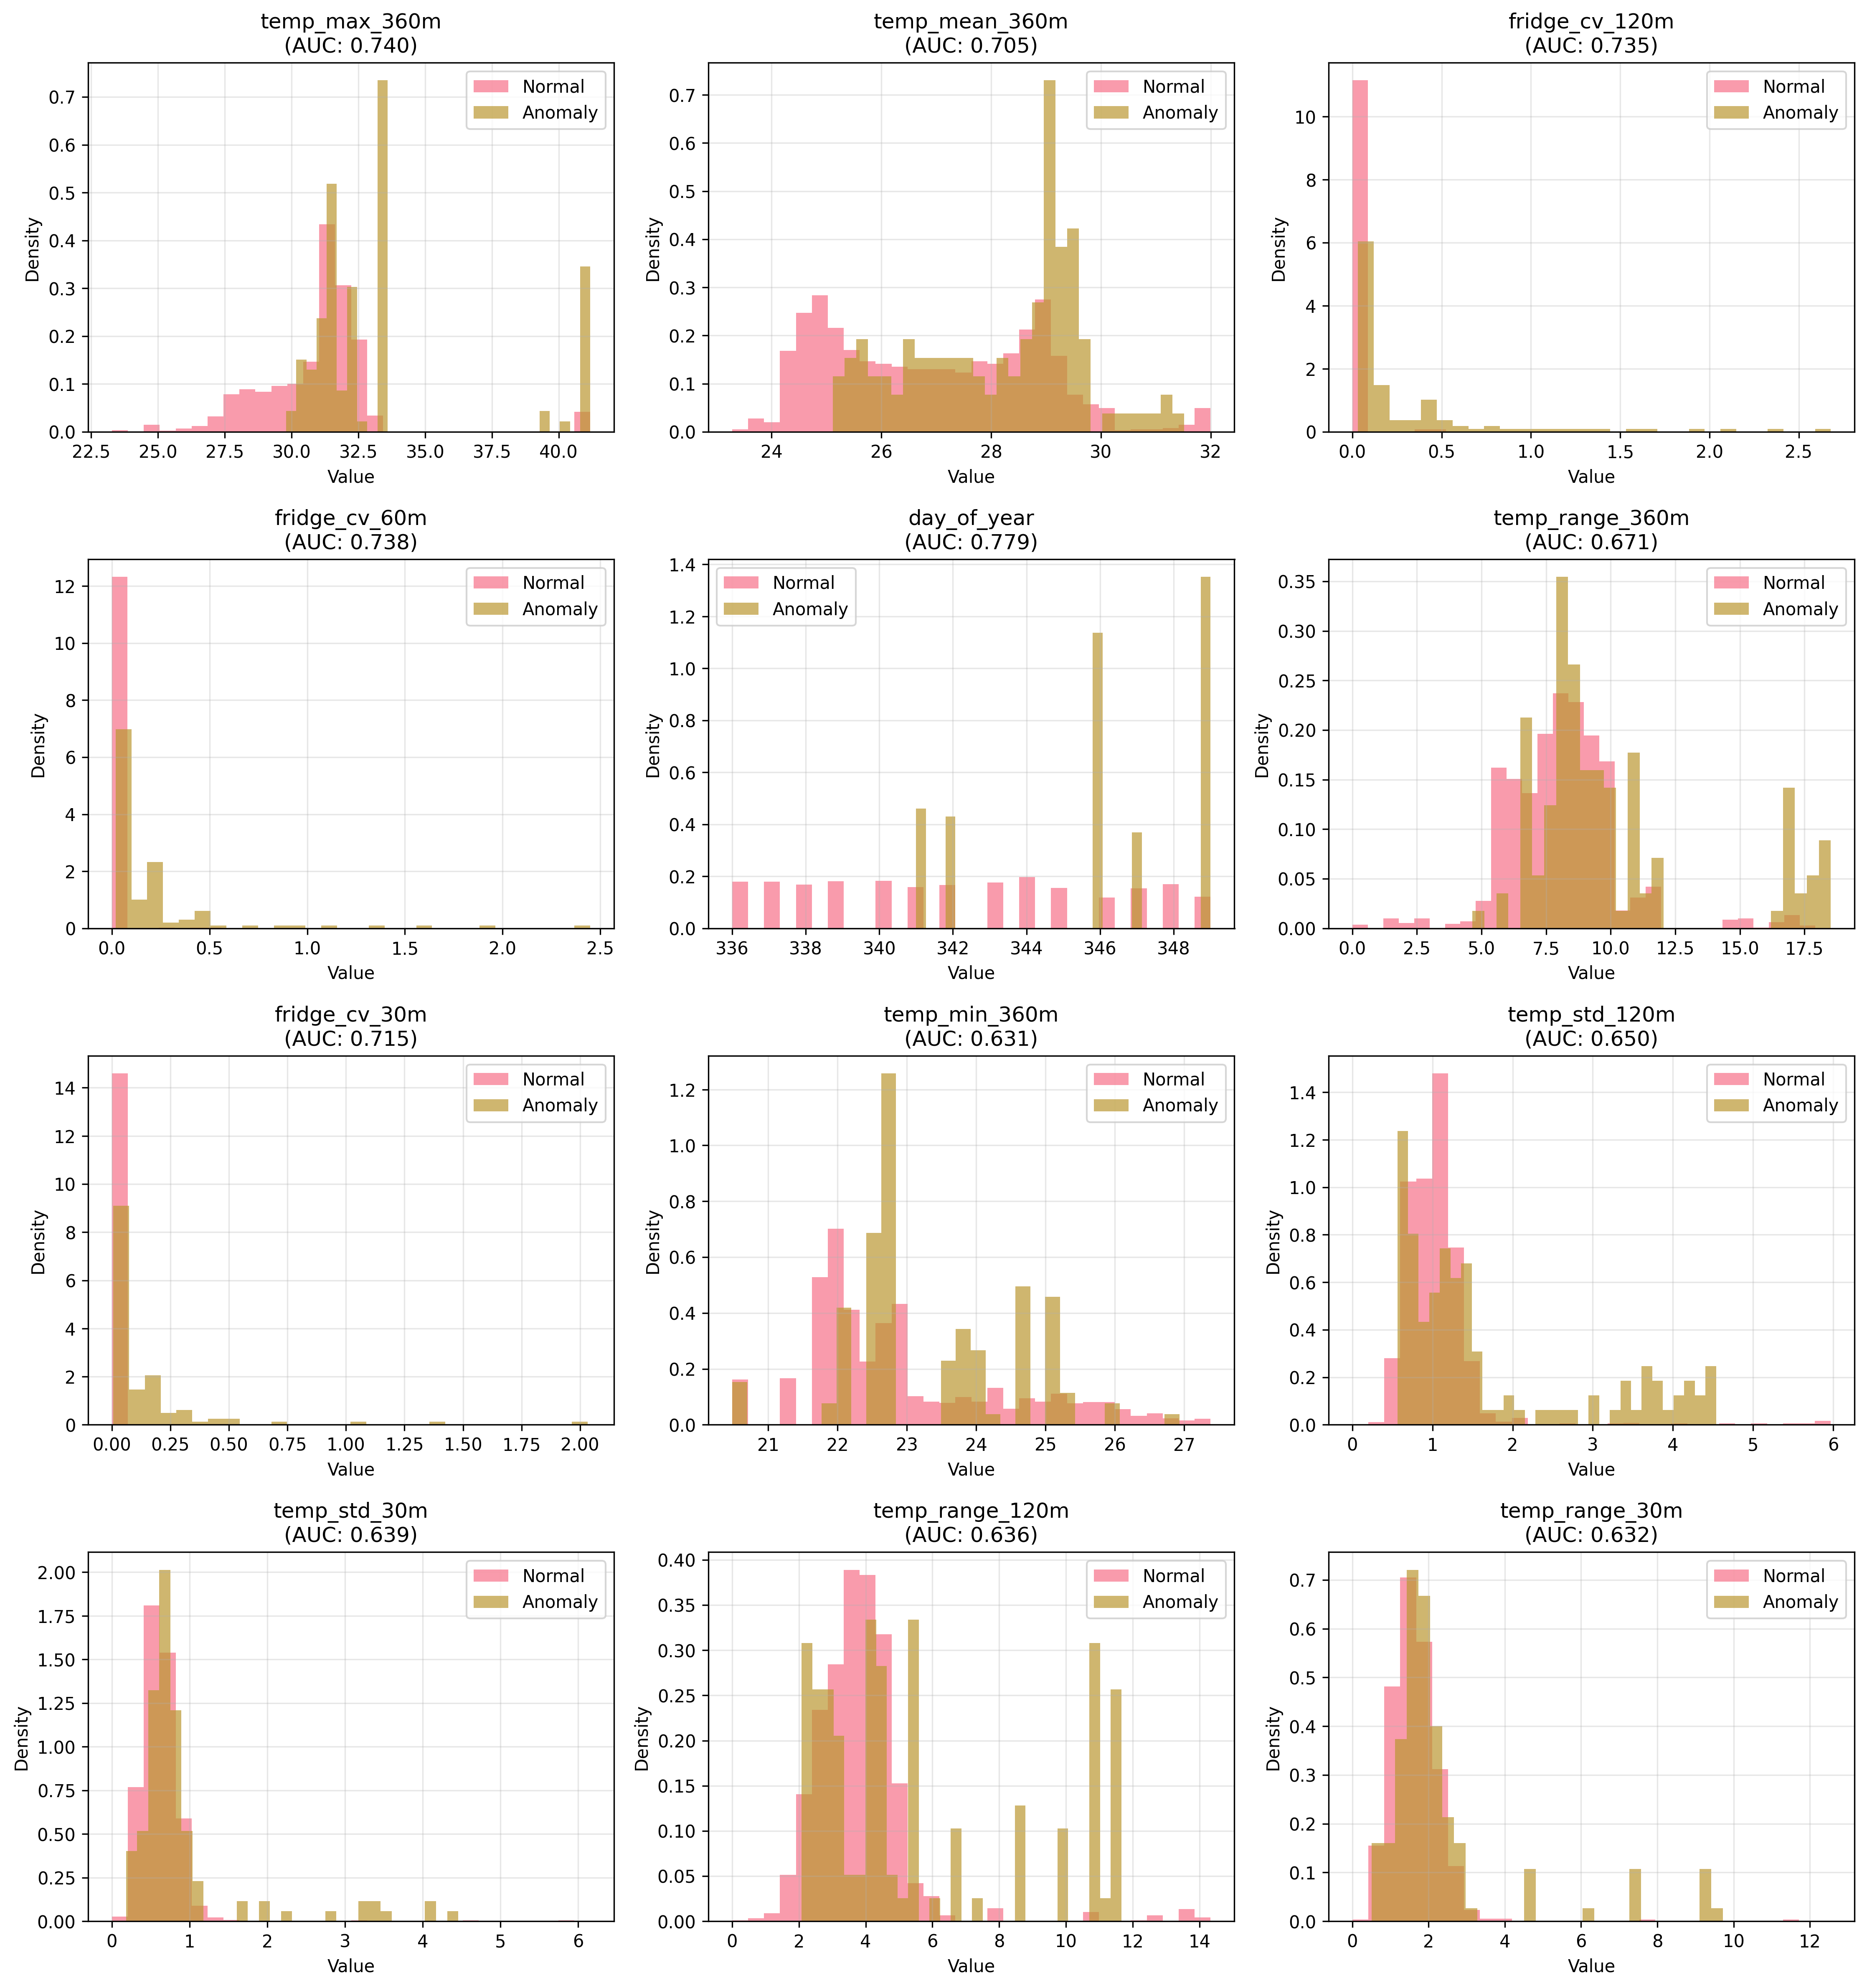 temp_max_360m
(AUC: 0.740)
Density
0.7
0.6
0.5
0.4
0.3
0.2
0.1
0.0
Normal
Anomaly
22.5 25.0 27.5 30.0 32.5 35.0 37.5 40.0
Value
temp_mean_360m
(AUC: 0.705)
Density
0.7
0.6
0.5
0.4
0.3
0.2
0.1
0.0
Normal
Anomaly
24 26 28 30 32
Value
fridge_cv_120m
(AUC: 0.735)
Density
10
8
6
4
2
0
Normal
Anomaly
0.0 0.5 1.0 1.5 2.0 2.5
Value
fridge_cv_60m
(AUC: 0.738)
Density
12
10
8
6
4
2
0
Normal
Anomaly
0.0 0.5 1.0 1.5 2.0 2.5
Value
day_of_year
(AUC: 0.779)
Density
1.4
1.2
1.0
0.8
0.6
0.4
0.2
0.0
Normal
Anomaly
336 338 340 342 344 346 348
Value
temp_range_360m
(AUC: 0.671)
Density
0.35
0.30
0.25
0.20
0.15
0.10
0.05
0.00
Normal
Anomaly
0.0 2.5 5.0 7.5 10.0 12.5 15.0 17.5
Value
fridge_cv_30m
(AUC: 0.715)
Density
14
12
10
8
6
4
2
0
Normal
Anomaly
0.00 0.25 0.50 0.75 1.00 1.25 1.50 1.75 2.00
Value
temp_min_360m
(AUC: 0.631)
Density
1.2
1.0
0.8
0.6
0.4
0.2
0.0
Normal
Anomaly
21 22 23 24 25 26 27
Value
temp_std_120m
(AUC: 0.650)
Density
1.4
1.2
1.0
0.8
0.6
0.4
0.2
0.0
Normal
Anomaly
0 1 2 3 4 5 6
Value
temp_std_30m
(AUC: 0.639)
Density
2.00
1.75
1.50
1.25
1.00
0.75
0.50
0.25
0.00
Normal
Anomaly
0 1 2 3 4 5 6
Value
temp_range_120m
(AUC: 0.636)
Density
0.40
0.35
0.30
0.25
0.20
0.15
0.10
0.05
0.00
Normal
Anomaly
0 2 4 6 8 10 12 14
Value
temp_range_30m
(AUC: 0.632)
Density
0.7
0.6
0.5
0.4
0.3
0.2
0.1
0.0
Normal
Anomaly
0 2 4 6 8 10 12
Value